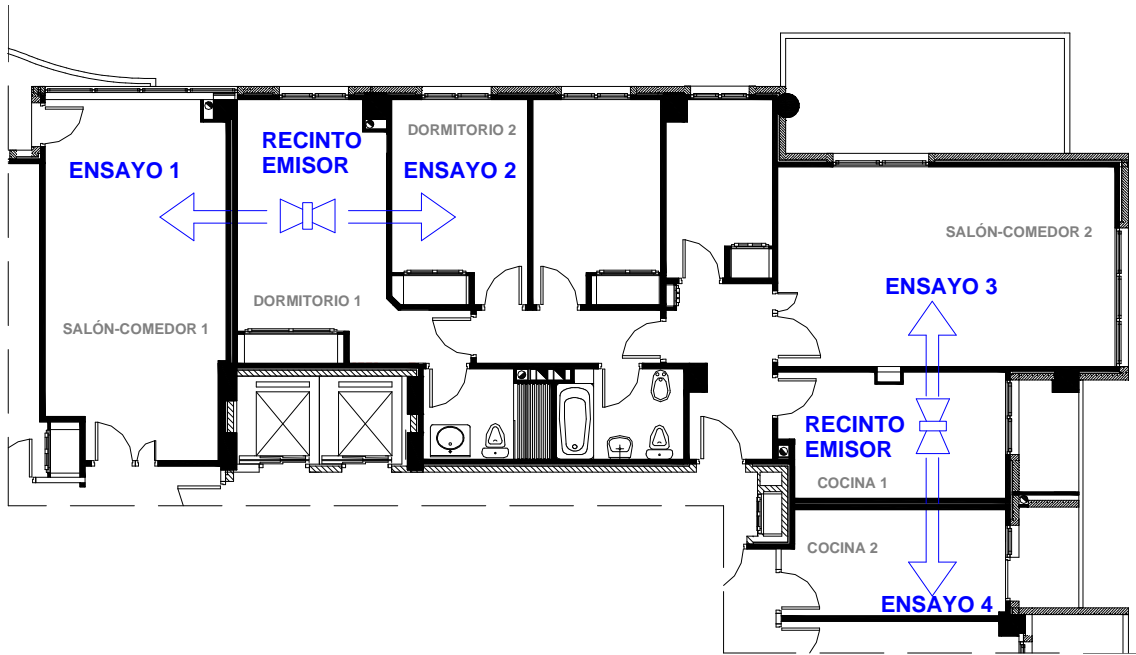 DORMITORIO 2
RECINTO
EMISOR
ENSAYO 1
ENSAYO 2
SALÓN-COMEDOR 2
ENSAYO 3
DORMITORIO 1
SALÓN-COMEDOR 1
RECINTO
EMISOR
COCINA 1
COCINA 2
ENSAYO 4